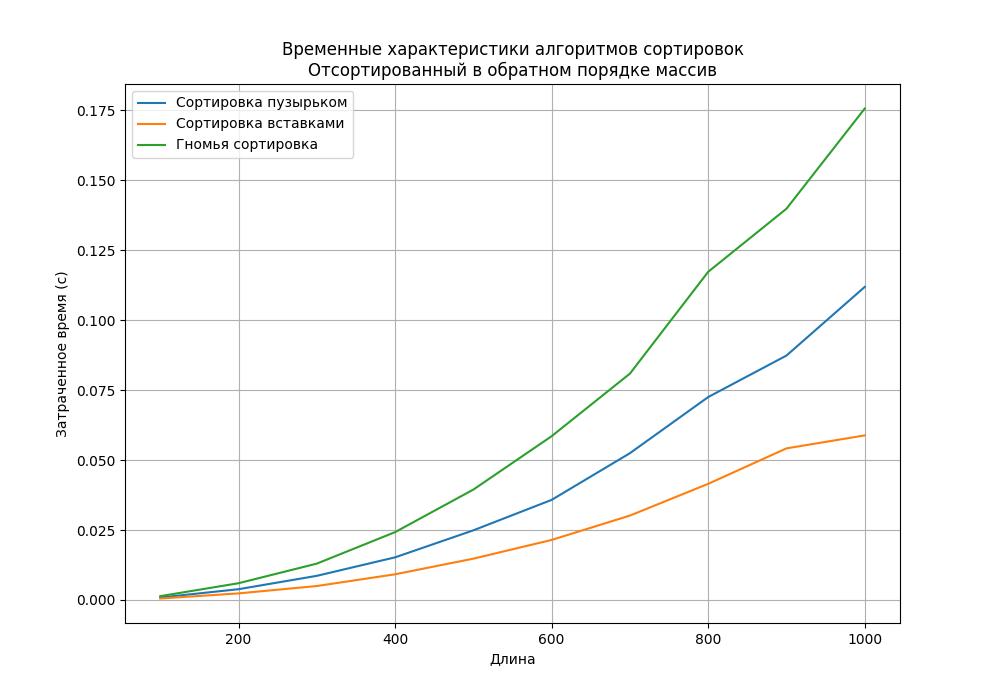 Временные характеристики алгоритмов сортировок
Отсортированный в обратном порядке массив
Сортировка пузырьком
Сортировка вставками
Гномья сортировка
Затраченное время (с)
0.175
0.150
0.125
0.100
0.075
0.050
0.025
0.000
200 400 600 800 1000
Длина